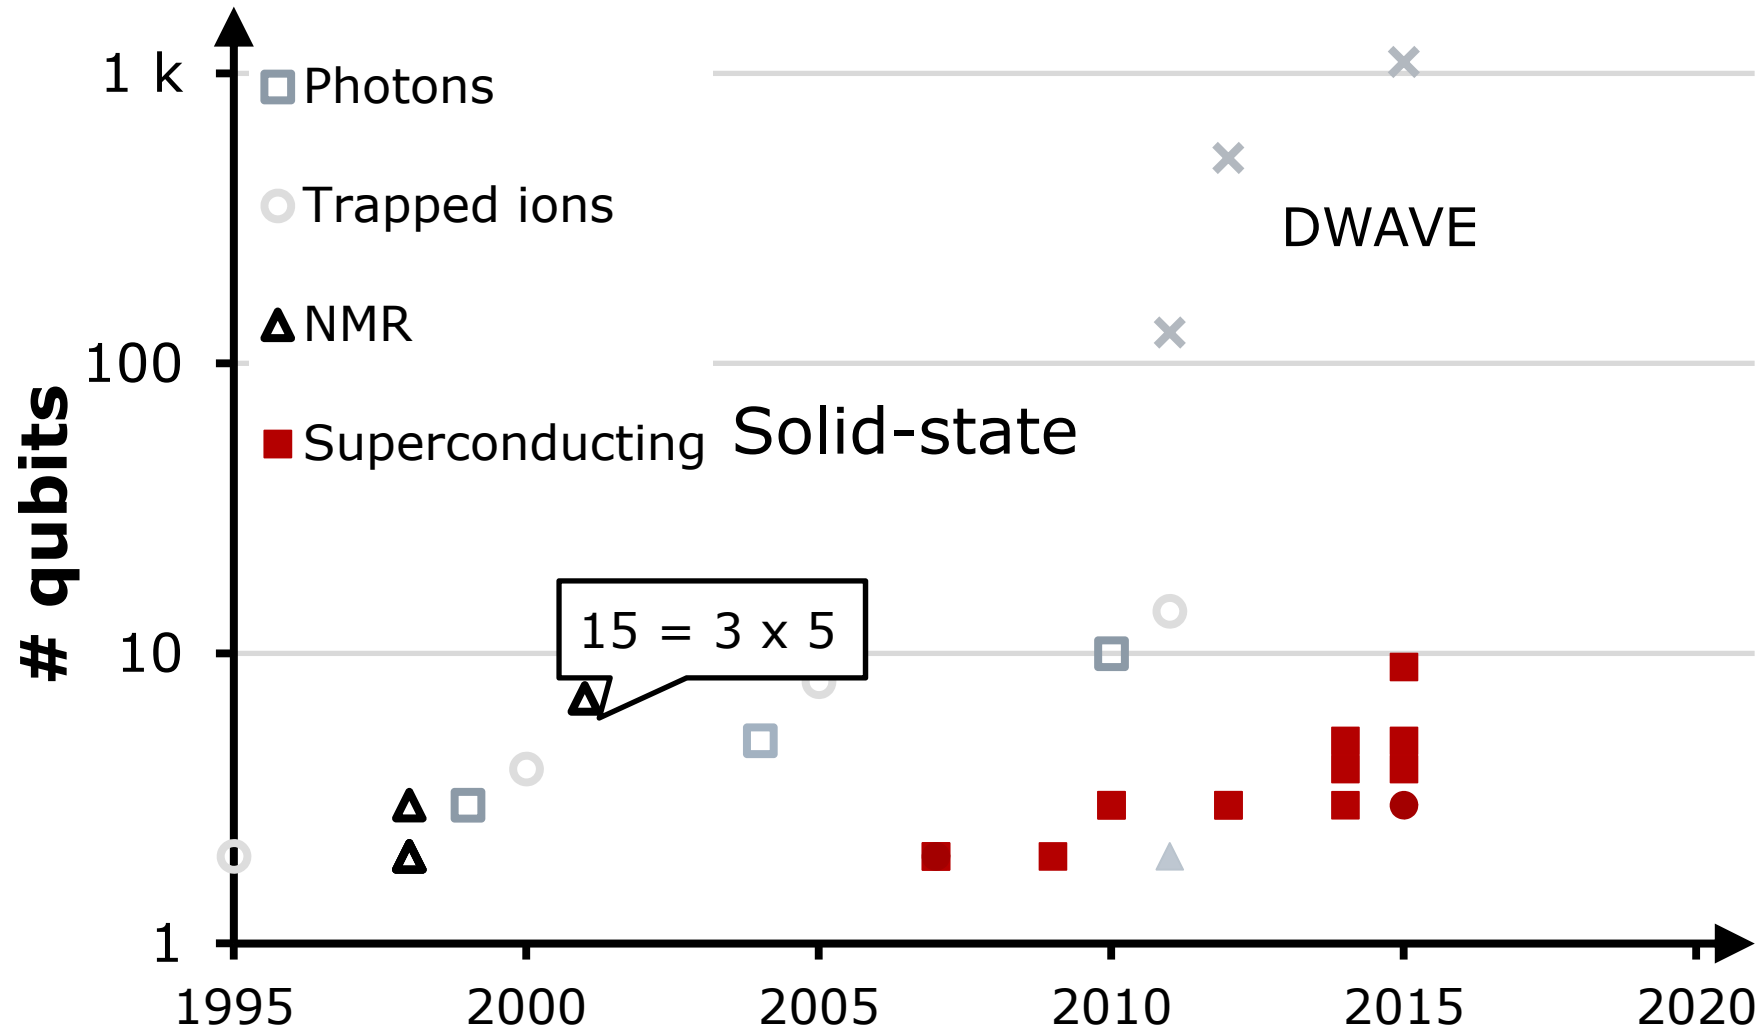 1 k
Photons
Trapped ions
DWAVE
NMR
100
Solid-state
Superconducting
# qubits
15 = 3 x 5
10
1
1995 2000 2005 2010 2015 2020